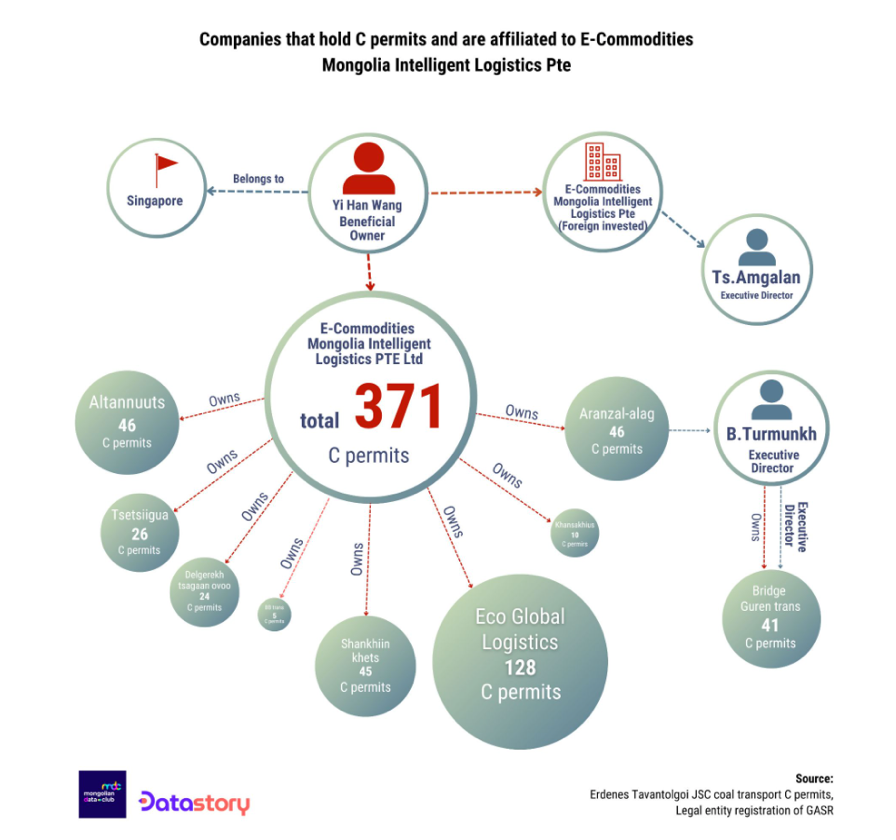 Companies that hold C permits and are affiliated to E-Commodities
Mongolia Intelligent Logistics Pte
Singapore
Belongs to
Yi Han Wang
Beneficial
Owner
E-Commodities
Mongolia Intelligent
Logistics Pte
(Foreign invested)
Ts.Amgalan
Executive Director
E-Commodities
Mongolia Intelligent
Logistics PTE Ltd
total 371
C permits
Owns
Altannuuts
46
C permits
Owns
Tsetsiigua
26
C permits
Owns
Delgerekh
tsagaan ovoo
24
C permits
Owns
trans
5
C permits
Owns
Shankhiin
khets
45
C permits
Owns
Eco Global
Logistics
128
C permits
Owns
Khansakhius
10
C permits
Owns
Aranzal-alag
46
C permits
B.Turmunkh
Executive
Director
Owns
Executive
Director
Bridge
Guren trans
41
C permits
mdc
mongolian
data club
Datastory
Source:
Erdenes Tavantolgoi JSC coal transport C permits,
Legal entity registration of GASR